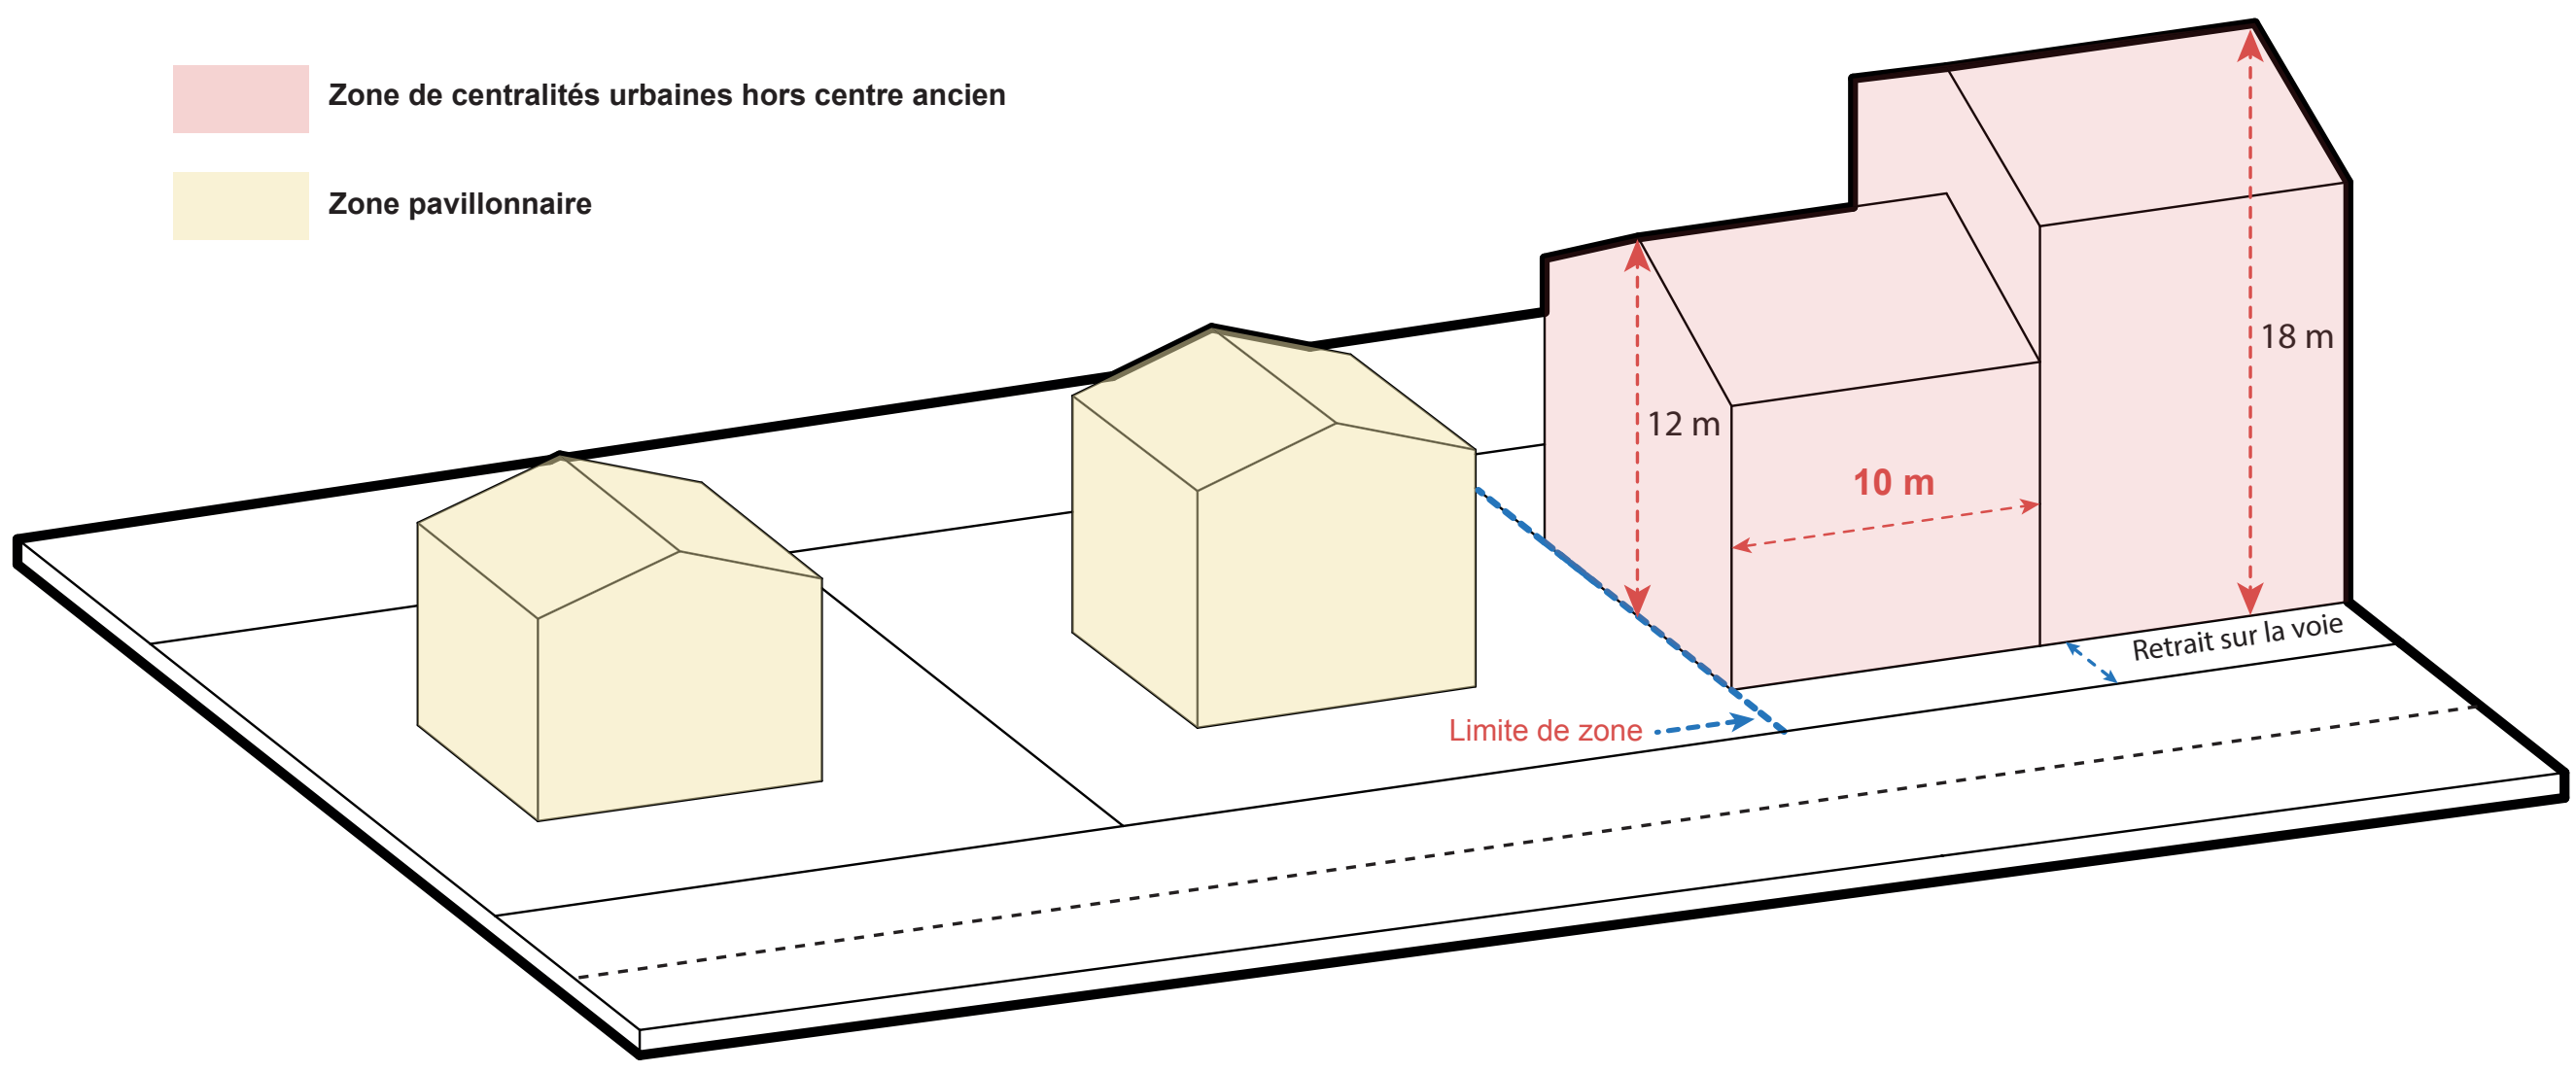 Zone de centralités urbaines hors centre ancien
Zone pavillonnaire
18 m
12 m
10 m
Retrait sur la voie
Limite de zone